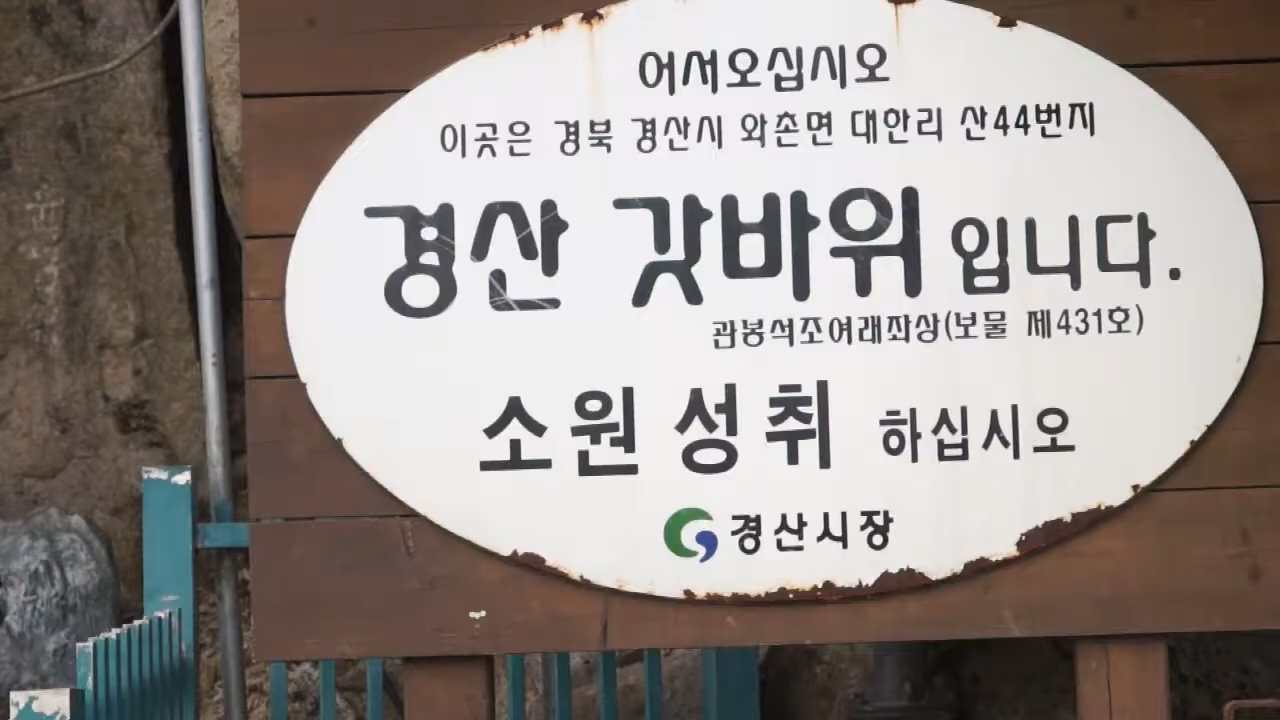 어서오십시오
이곳은 경북 경산시 와촌면 대한리 산44번지
경산 갓바위 입니다.
관봉석조여래좌상(보물 제431호)
소원 성취 하십시오
경산시장